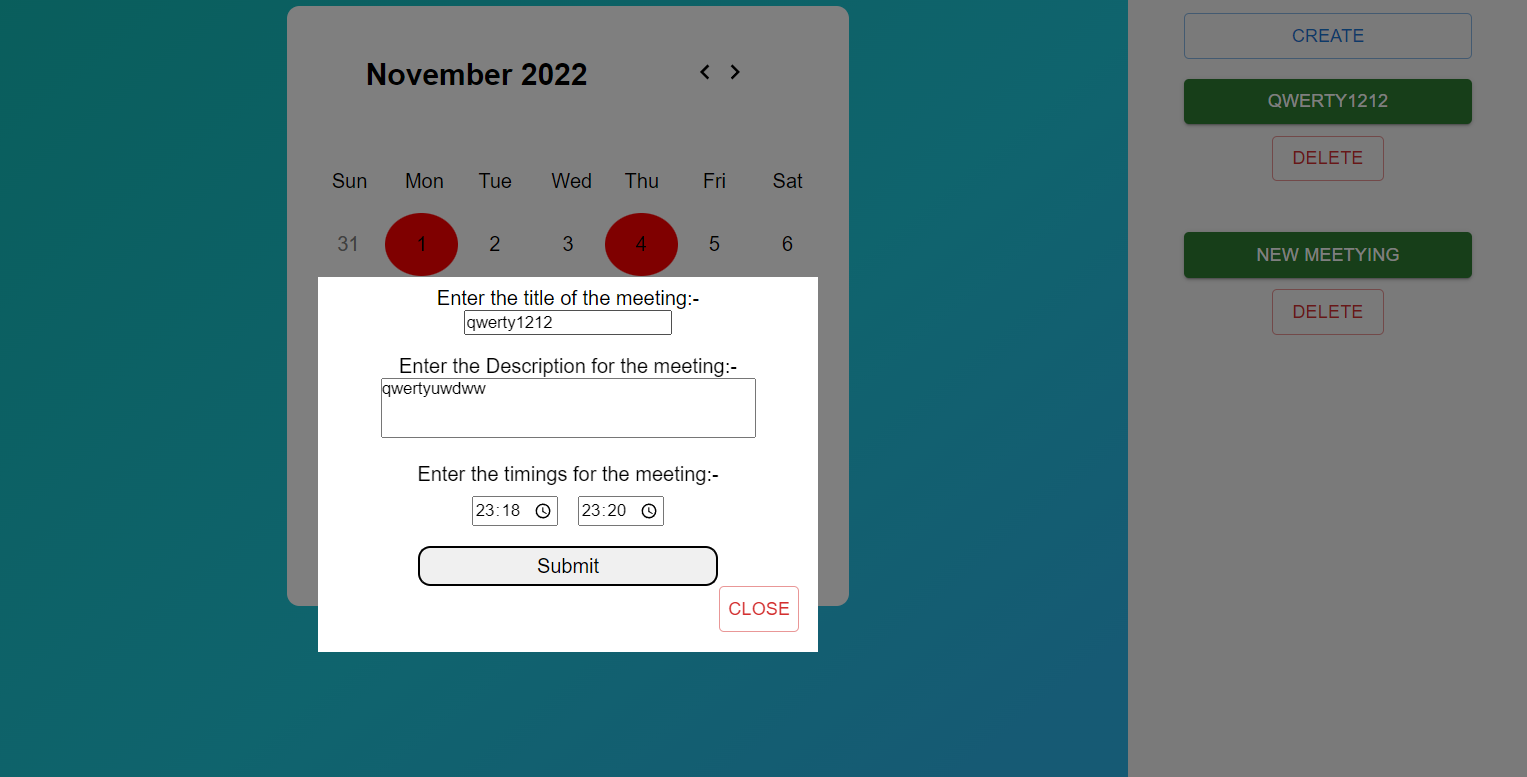 November 2022
Sun Mon Tue Wed Thu Fri Sat
31 1 2 3 4 5 6
Enter the title of the meeting:-
qwerty1212
Enter the Description for the meeting:-
qwertyuwdww
Enter the timings for the meeting:-
23:18 23:20
Submit
CLOSE
CREATE
QWERTY1212
DELETE
NEW MEETYING
DELETE